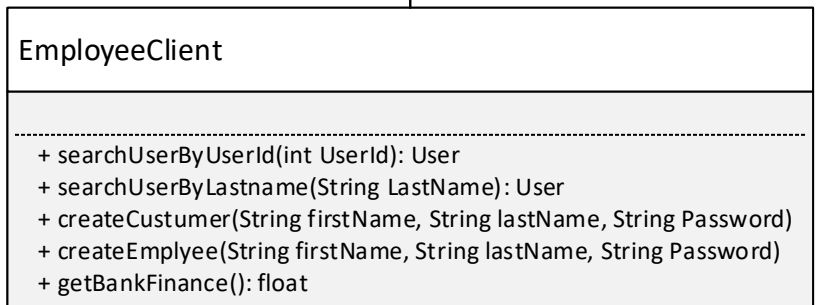 EmployeeClient
+ searchUserByUserId(int UserId): User
+ searchUserByLastname(String LastName): User
+ createCustumer(String firstName, String lastName, String Password)
+ createEmplyee(String firstName, String lastName, String Password)
+ getBankFinance(): float